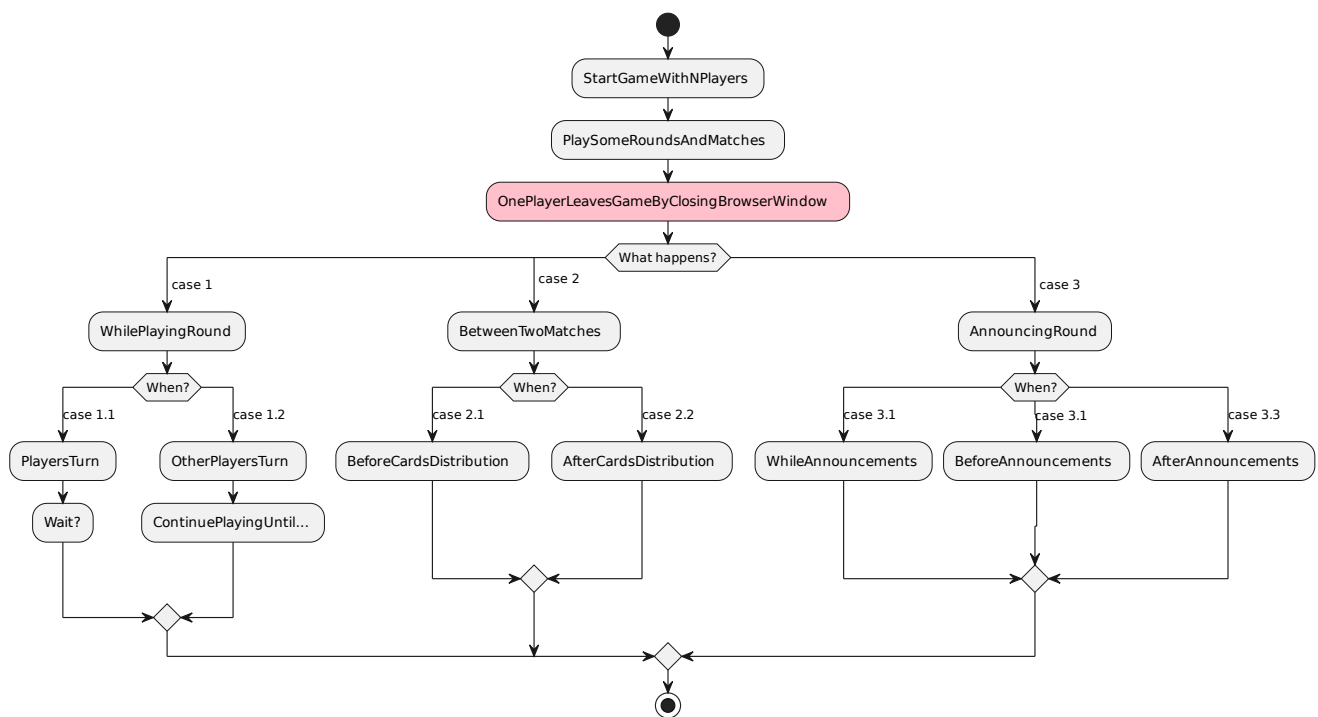 StartGameWithNPlayers
PlaySomeRoundsAndMatches
OnePlayerLeavesGameByClosingBrowserWindow
What happens?
case 1
case 2
case 3
WhilePlayingRound
BetweenTwoMatches
AnnouncingRound
When?
When?
When?
case 1.1
case 1.2
case 2.1
case 2.2
case 3.1
case 3.1
case 3.3
PlayersTurn
OtherPlayersTurn
BeforeCardsDistribution
AfterCardsDistribution
WhileAnnouncements
BeforeAnnouncements
AfterAnnouncements
Wait?
ContinuePlayingUntil...